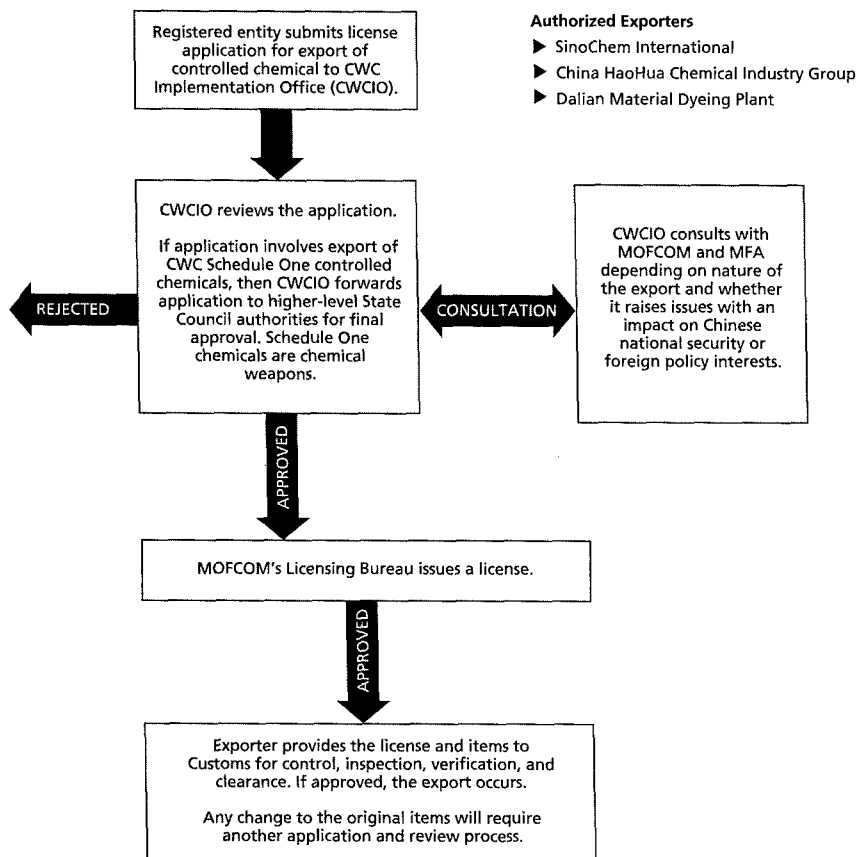 Registered entity submits license
application for export of
controlled chemical to CWC
Implementation Office (CWCIO).
Authorized Exporters
▶ SinoChem International
▶ China HaoHua Chemical Industry Group
▶ Dalian Material Dyeing Plant
CWCIO reviews the application.
If application involves export of
CWC Schedule One controlled
chemicals, then CWCIO forwards
application to higher-level State
Council authorities for final
approval. Schedule One
chemicals are chemical
weapons.
REJECTED
CONSULTATION
CWCIO consults with
MOFCOM and MFA
depending on nature of
the export and whether
it raises issues with an
impact on Chinese
national security or
foreign policy interests.
APPROVED
MOFCOM's Licensing Bureau issues a license.
APPROVED
Exporter provides the license and items to
Customs for control, inspection, verification, and
clearance. If approved, the export occurs.
Any change to the original items will require
another application and review process.